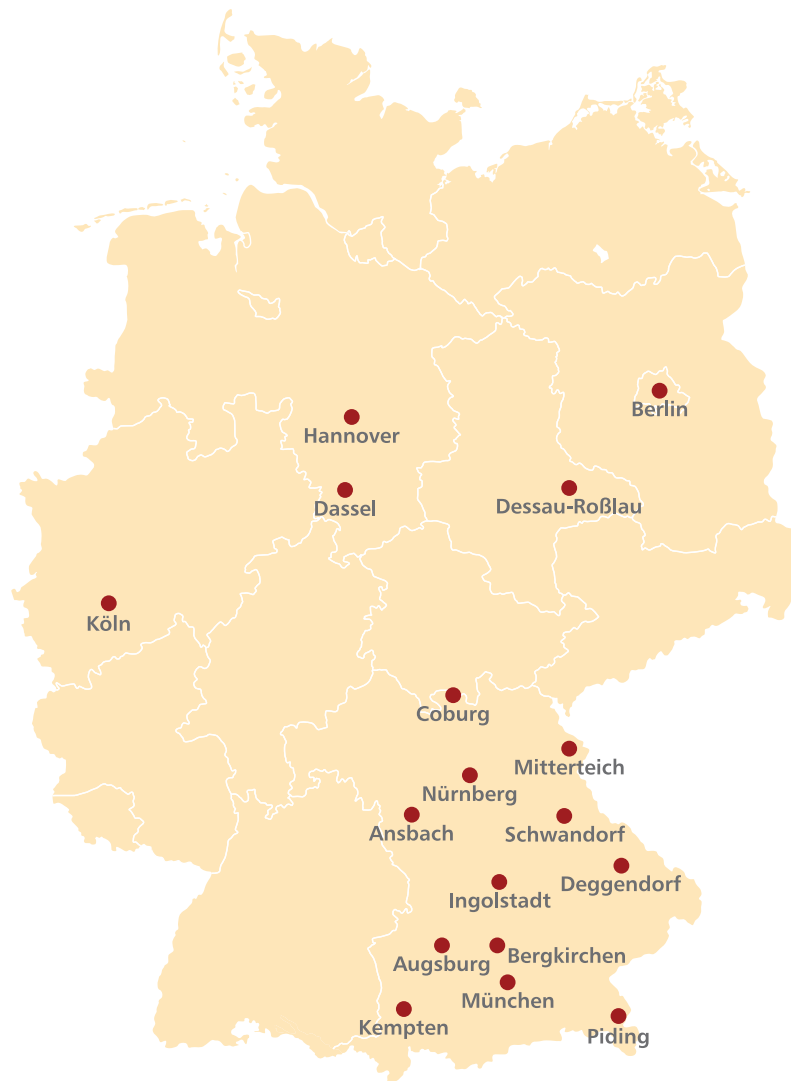 Berlin
Hannover
Dassel
Dessau-Roßlau
Köln
Coburg
Mitterteich
Nürnberg
Ansbach
Schwandorf
Deggendorf
Ingolstadt
Augsburg
Bergkirchen
München
Kempten
Piding